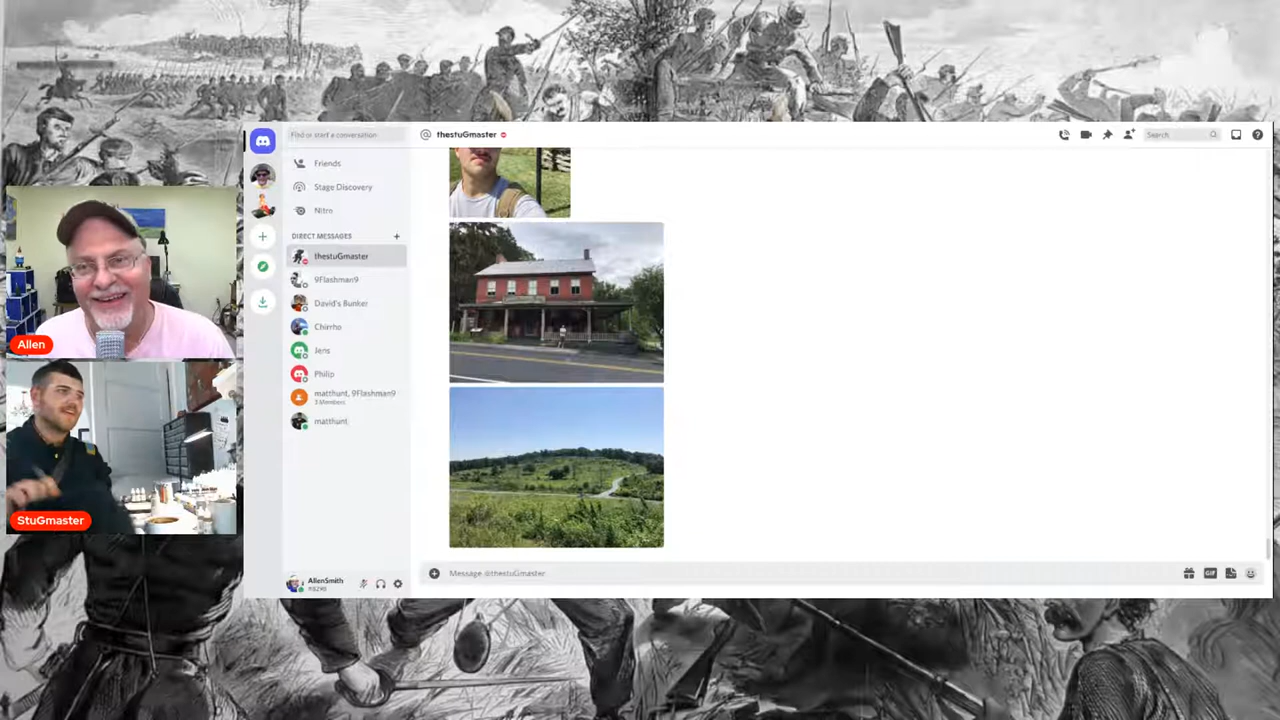 Find or start a conversation
thestuGmaster
Search
Friends
Stage Discovery
Nitro
DIRECT MESSAGES
thestuGmaster
9Flashman9
David's Bunker
Chirrho
Jens
Philip
matthunt, 9Flashman9
3 Members
matthunt
Allen
StuGmaster
AllenSmith
Message @thestuGmaster
GIF